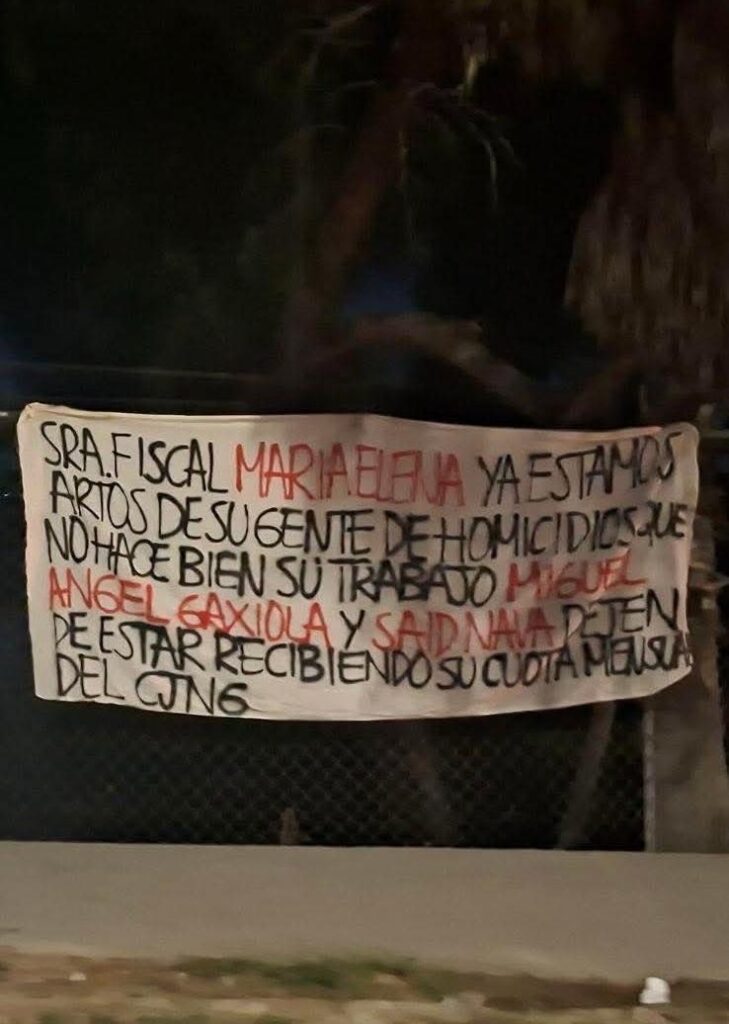 SRA.FISCAL MARIA.ELENA YA ESTAMOS
ARTOS DE SU GENTE DE HOMICIDIOS QUE
NO HACE BIEN SU TRABAJO MIGUEL
ANGEL GAXIOLA Y SAID NAVA DEJEN
DE ESTAR RECIBIENDO SU CUOTA MENSUAL
DEL CJNG